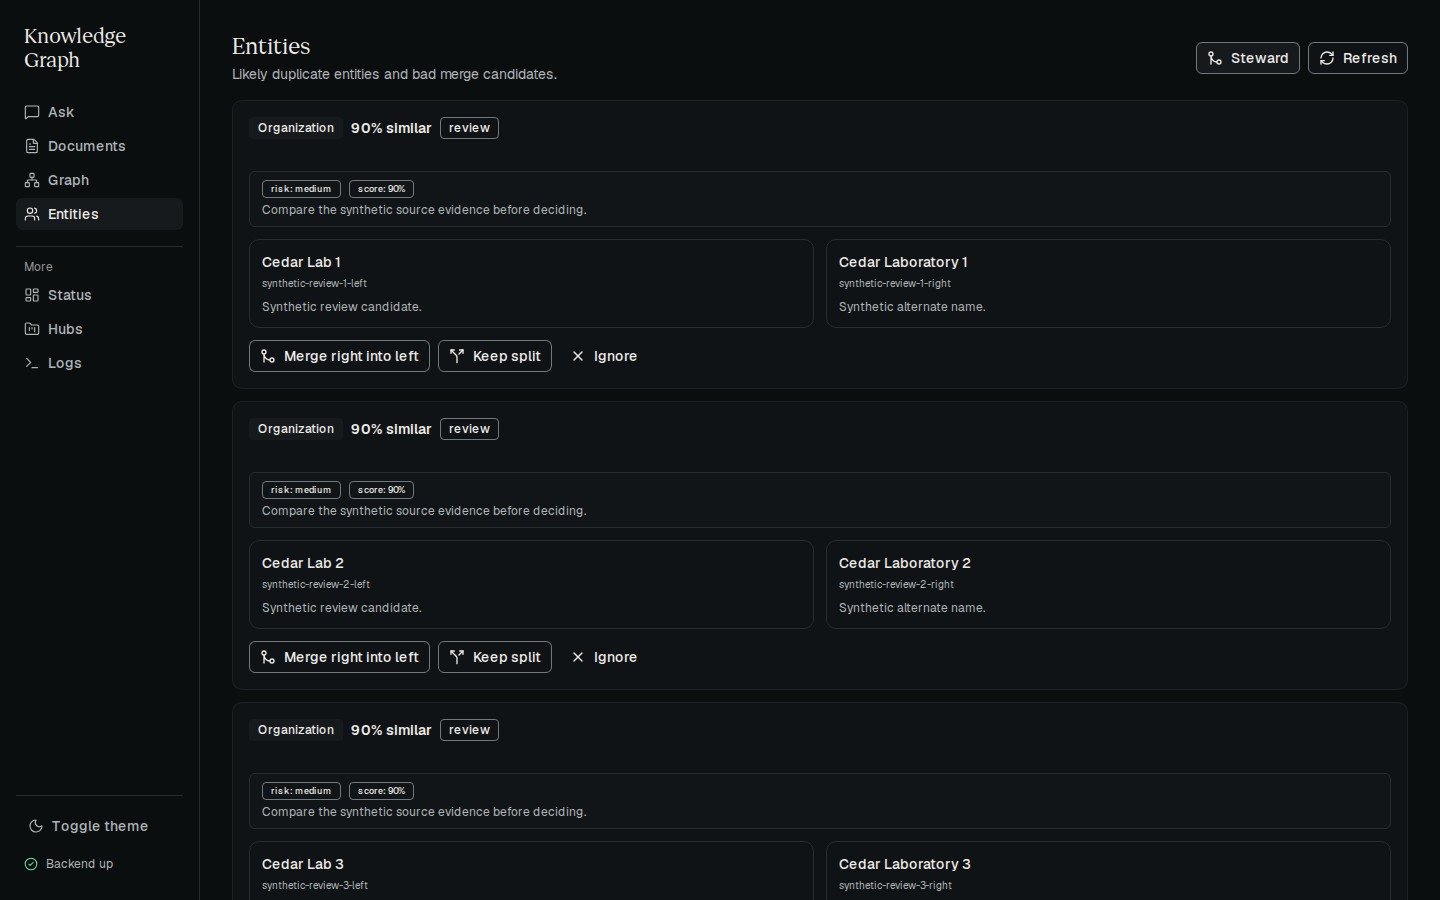 Knowledge
Graph
Ask
Documents
Graph
Entities
More
Status
Hubs
Logs
Toggle theme
Backend up
Entities
Likely duplicate entities and bad merge candidates.
Steward
Refresh
Organization 90% similar review
risk: medium score: 90%
Compare the synthetic source evidence before deciding.
Cedar Lab 1
synthetic-review-1-left
Synthetic review candidate.
Cedar Laboratory 1
synthetic-review-1-right
Synthetic alternate name.
Merge right into left Keep split Ignore
Organization 90% similar review
risk: medium score: 90%
Compare the synthetic source evidence before deciding.
Cedar Lab 2
synthetic-review-2-left
Synthetic review candidate.
Cedar Laboratory 2
synthetic-review-2-right
Synthetic alternate name.
Merge right into left Keep split Ignore
Organization 90% similar review
risk: medium score: 90%
Compare the synthetic source evidence before deciding.
Cedar Lab 3
synthetic-review-3-left
Cedar Laboratory 3
synthetic-review-3-right